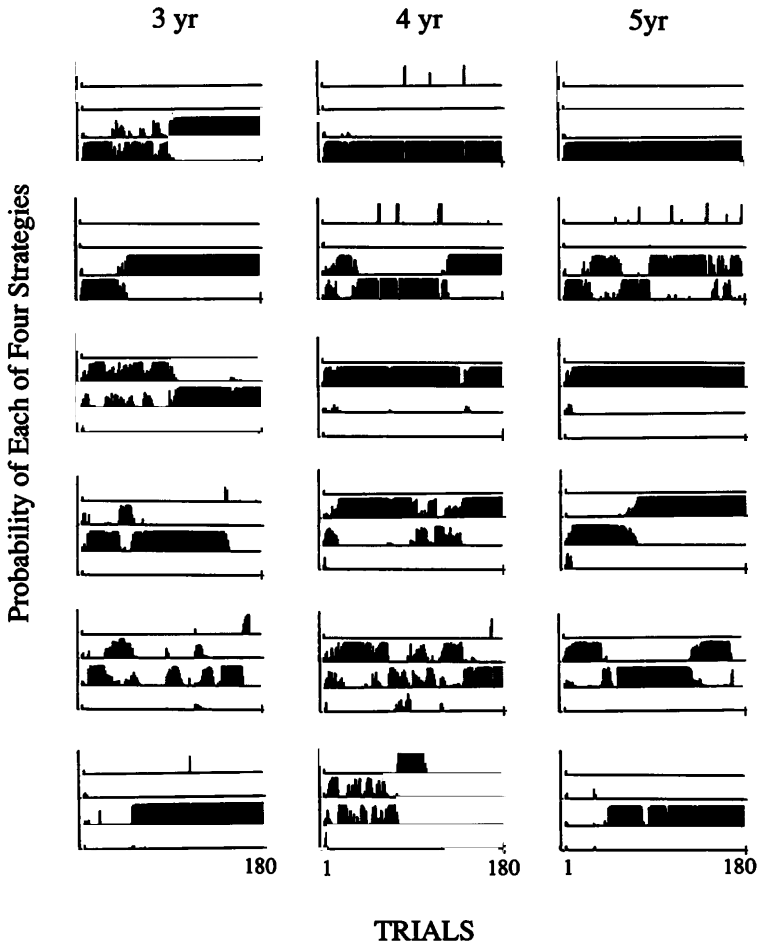 3 yr
4 yr
5yr
Probability of Each of Four Strategies
180
1
180
1
180
TRIALS